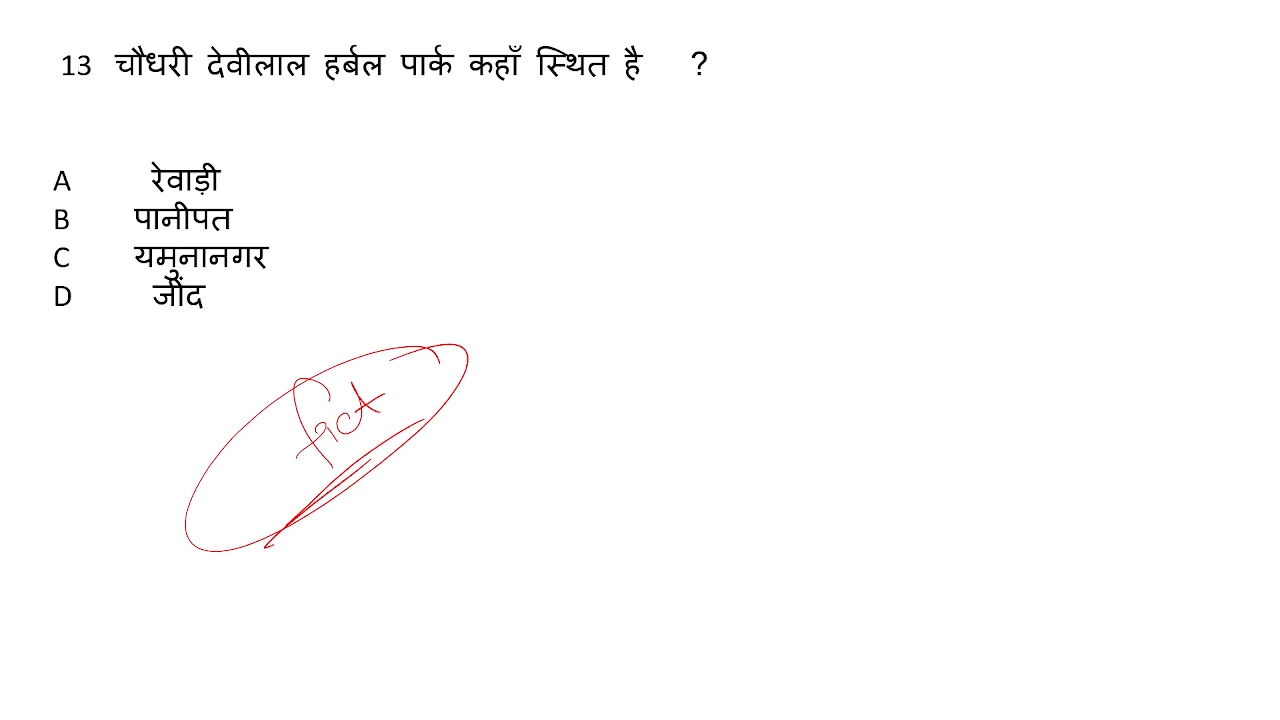 13 चौधरी देवीलाल हर्बल पार्क कहाँ स्थित है ?
A रेवाड़ी
B पानीपत
C यमुनानगर
D जींद